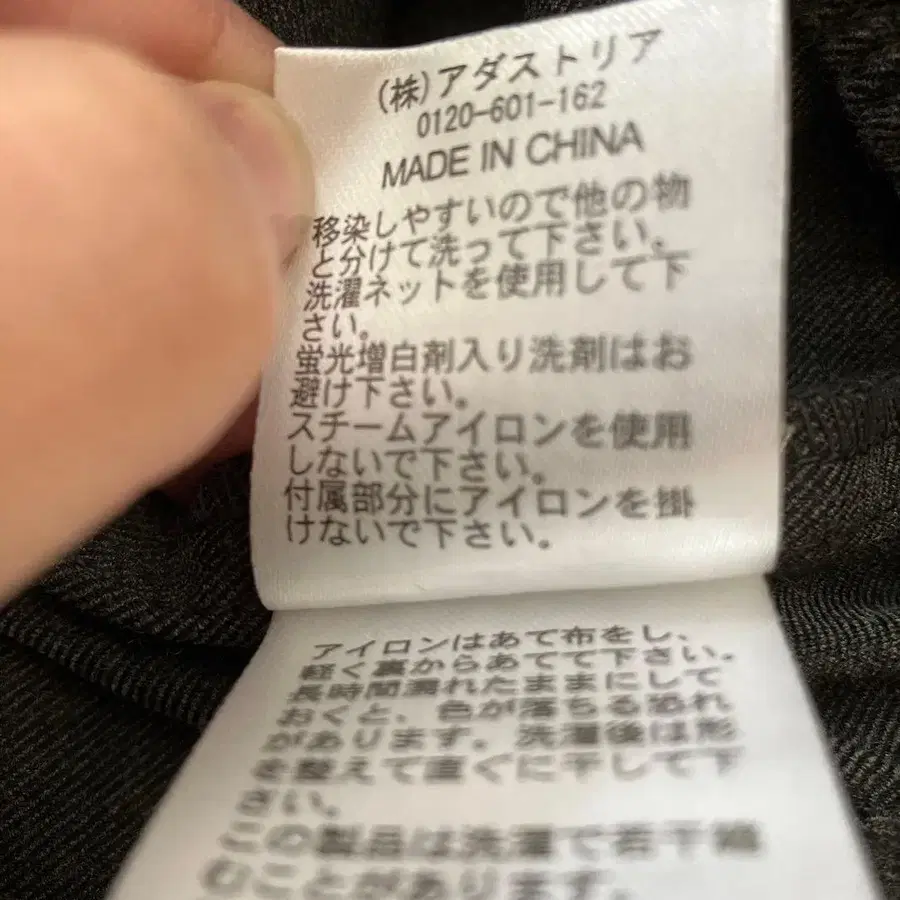 (株)アダストリア
0120-601-162
MADE IN CHINA
移染しやすいので他の物
と分けて洗って下さい。
洗濯ネットを使用して下
さい。
蛍光増白剤入り洗剤はお
避け下さい。
スチームアイロンを使用
しないで下さい。
付属部分にアイロンを掛
けないで下さい。
アイロンはあて布をし、
軽く裏からあてて下さい。
長時間濡れたままにして
おくと、色が落ちる恐れ
があります。洗濯後は形
を整えて直ぐに干して下
さい。
この製品は洗濯で若干縮
むことがあります。